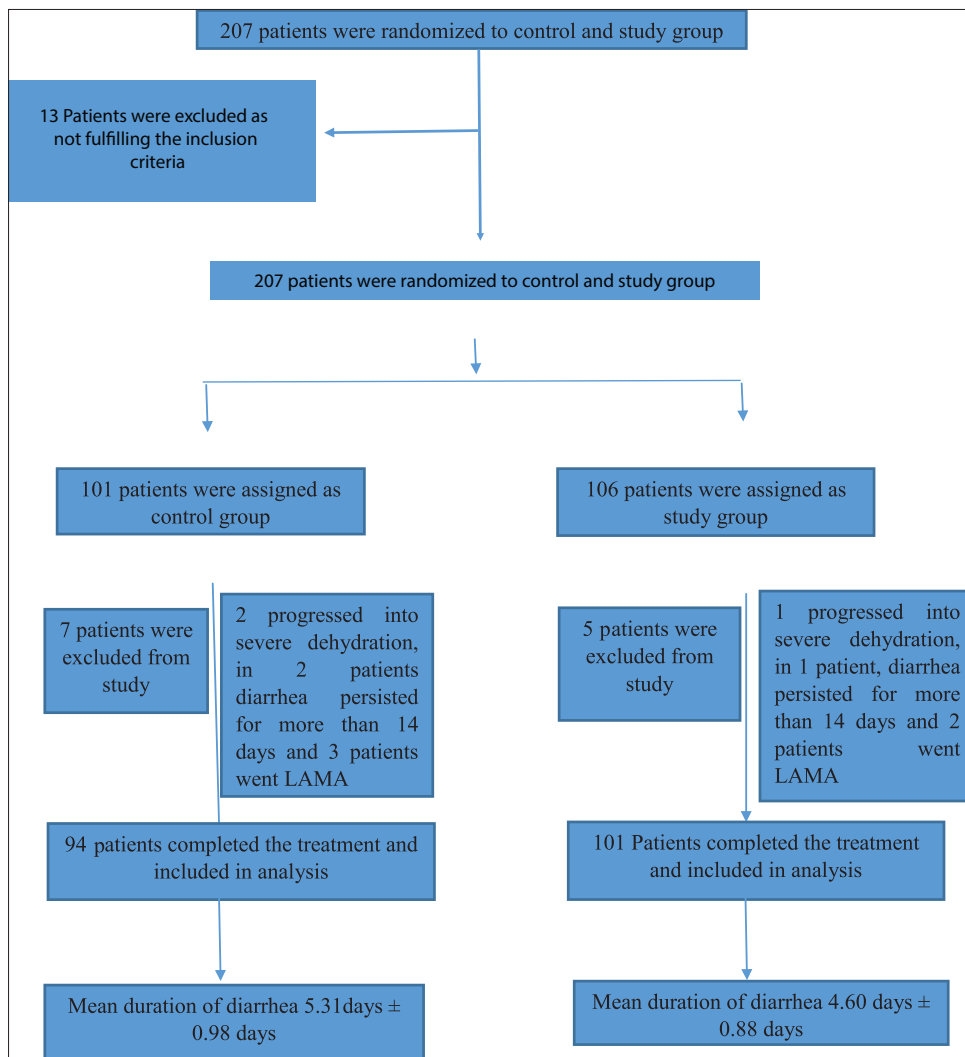 207 patients were randomized to control and study group
13 Patients were excluded as
not fulfilling the inclusion
criteria
207 patients were randomized to control and study group
101 patients were assigned as
control group
106 patients were assigned as
study group
7 patients were
excluded from
study
2 progressed into
severe dehydration,
in 2 patients
diarrhea persisted
for more than 14
days and 3 patients
went LAMA
5 patients were
excluded from
study
1 progressed into
severe dehydration,
in 1 patient, diarrhea
persisted for more
than 14 days and 2
patients went
LAMA
94 patients completed the treatment and
included in analysis
101 Patients completed the treatment
and included in analysis
Mean duration of diarrhea 5.31days ±
0.98 days
Mean duration of diarrhea 4.60 days ±
0.88 days